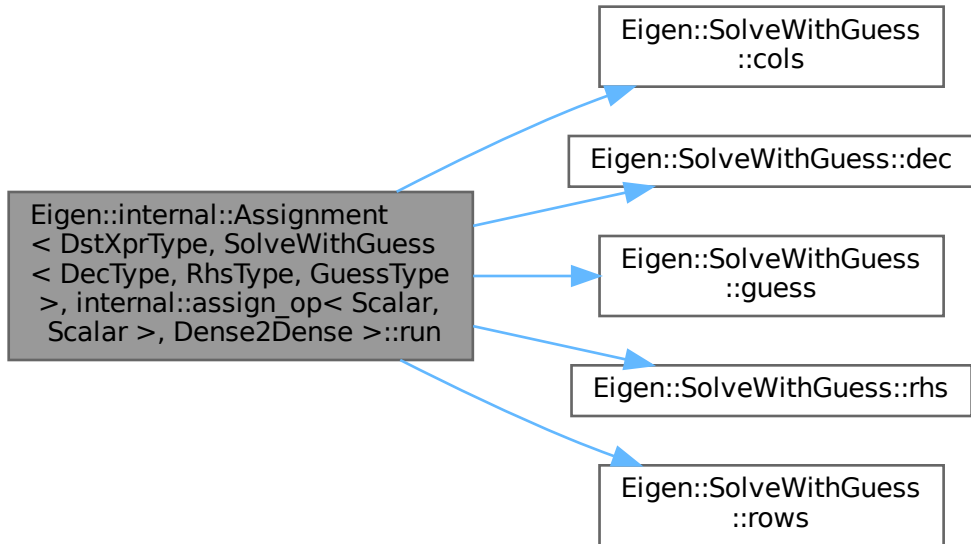 Eigen::internal::Assignment
< DstXprType, SolveWithGuess
< DecType, RhsType, GuessType
>, internal::assign_op< Scalar,
Scalar >, Dense2Dense >::run
Eigen::SolveWithGuess
::cols
Eigen::SolveWithGuess::dec
Eigen::SolveWithGuess
::guess
Eigen::SolveWithGuess::rhs
Eigen::SolveWithGuess
::rows